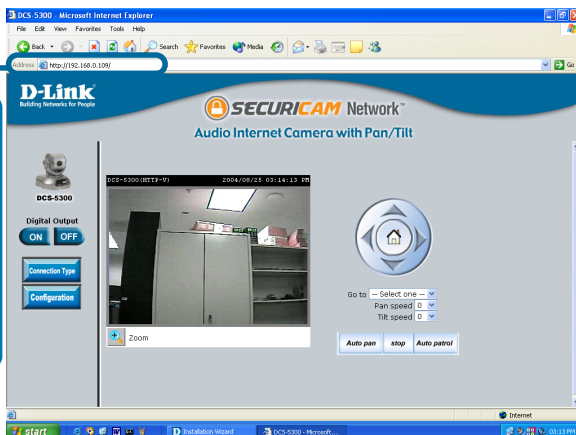 DCS-5300 - Microsoft Internet Explorer
File Edit View Favorites Tools Help
Back Search Favorites Media
Address http://192.168.0.109/ Go
D-Link
Building Networks for People
SECURICAM Network™
Audio Internet Camera with Pan/Tilt
DCS-5300
Digital Output
ON OFF
Connection Type
Configuration
DCS-5300(HTTP-V) 2004/08/25 03:14:13 PM
Zoom
Go to -- Select one --
Pan speed 0
Tilt speed 0
Auto pan stop Auto patrol
Internet
start Installation Wizard DCS-5300 - Microsoft... 03:13 PM